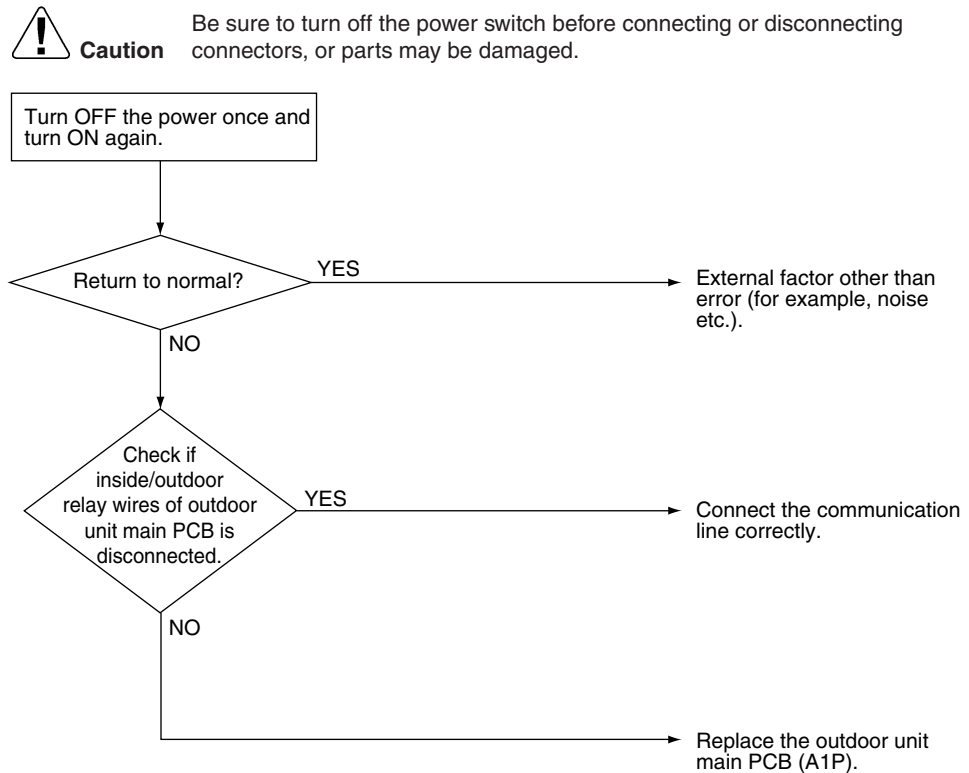 Caution
Be sure to turn off the power switch before connecting or disconnecting
connectors, or parts may be damaged.
Turn OFF the power once and
turn ON again.
Return to normal?
YES
External factor other than
error (for example, noise
etc.).
NO
Check if
inside/outdoor
relay wires of outdoor
unit main PCB is
disconnected.
YES
Connect the communication
line correctly.
NO
Replace the outdoor unit
main PCB (A1P).